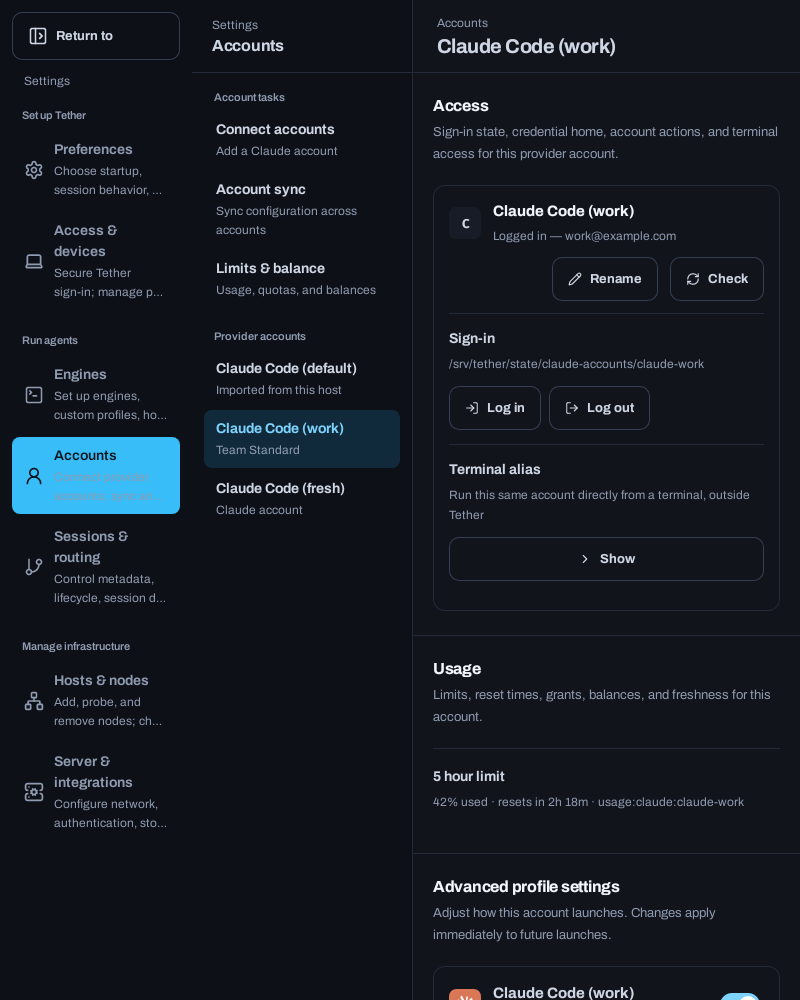 Return to
Settings
Set up Tether
Preferences
Choose startup,
session behavior, ...
Access &
devices
Secure Tether
sign-in; manage p...
Run agents
Engines
Set up engines,
custom profiles, ho...
Accounts
Sessions &
routing
Control metadata,
lifecycle, session d...
Manage infrastructure
Hosts & nodes
Add, probe, and
remove nodes; ch...
Server &
integrations
Configure network,
authentication, sto...
Settings
Accounts
Account tasks
Connect accounts
Add a Claude account
Account sync
Sync configuration across
accounts
Limits & balance
Usage, quotas, and balances
Provider accounts
Claude Code (default)
Imported from this host
Claude Code (work)
Team Standard
Claude Code (fresh)
Claude account
Accounts
Claude Code (work)
Access
Sign-in state, credential home, account actions, and terminal
access for this provider account.
C
Claude Code (work)
Logged in — work@example.com
Rename
Check
Sign-in
/srv/tether/state/claude-accounts/claude-work
Log in
Log out
Terminal alias
Run this same account directly from a terminal, outside
Tether
Show
Usage
Limits, reset times, grants, balances, and freshness for this
account.
5 hour limit
42% used · resets in 2h 18m · usage:claude:claude-work
Advanced profile settings
Adjust how this account launches. Changes apply
immediately to future launches.
Claude Code (work)